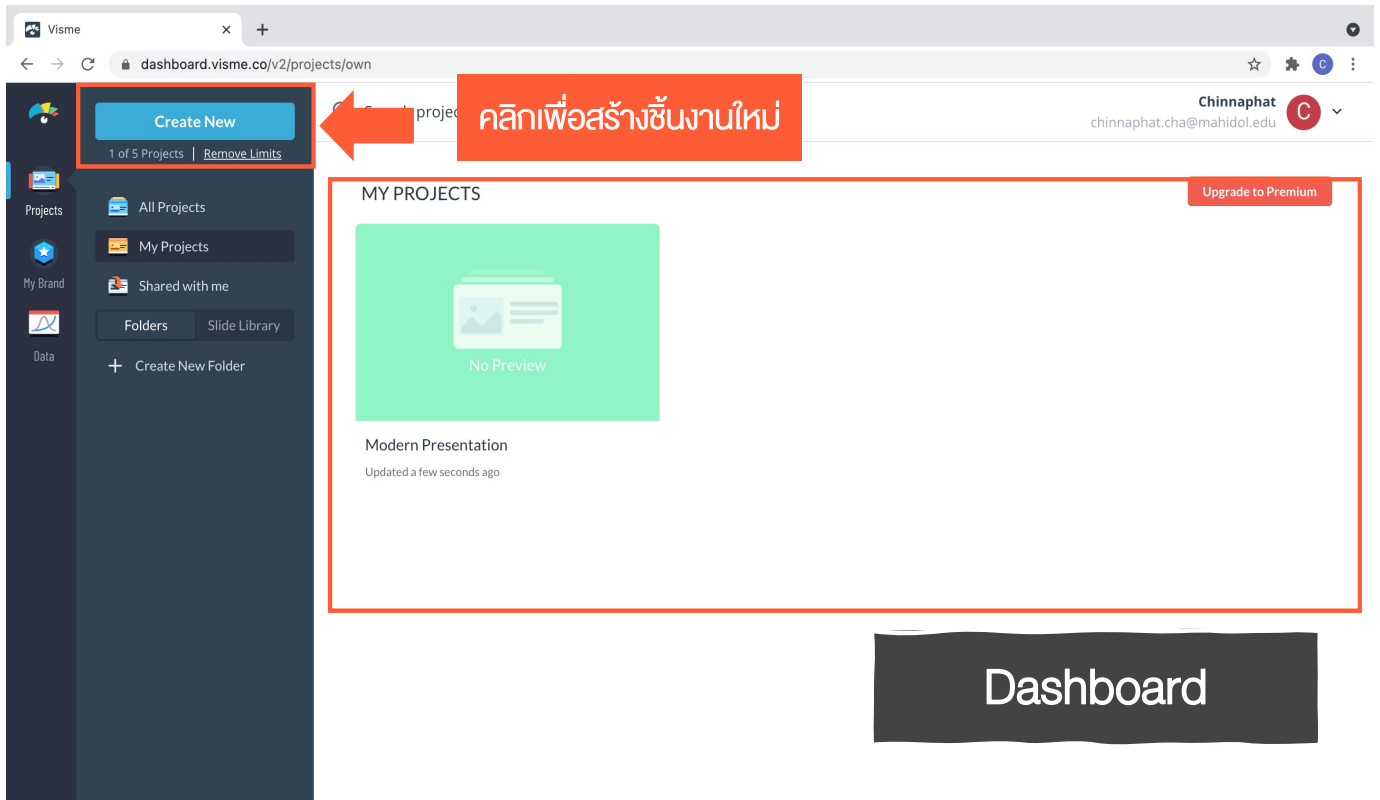 Visme
dashboard.visme.co/v2/projects/own
C
Create New
1 of 5 Projects | Remove Limits
คลิกเพื่อสร้างชิ้นงานใหม่
Chinnaphat
chinnaphat.cha@mahidol.edu
C
Projects
My Brand
Data
All Projects
My Projects
Shared with me
Folders
Slide Library
Create New Folder
MY PROJECTS
Upgrade to Premium
No Preview
Modern Presentation
Updated a few seconds ago
Dashboard